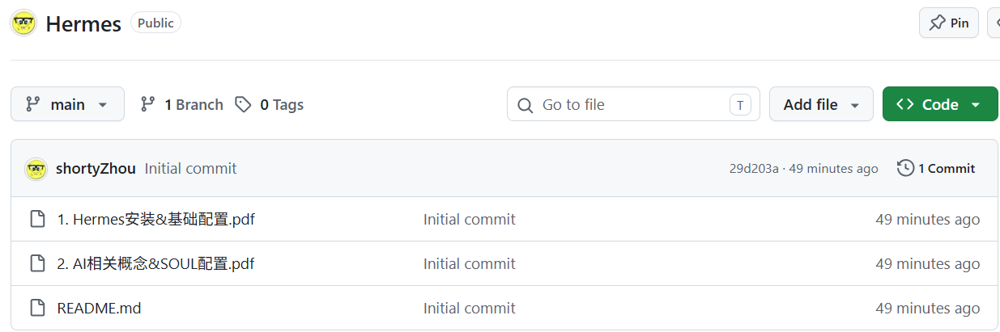 Hermes Public Pin
main 1 Branch 0 Tags Go to file T Add file Code
shortyZhou Initial commit 29d203a · 49 minutes ago 1 Commit
1. Hermes安装&基础配置.pdf Initial commit 49 minutes ago
2. AI相关概念&SOUL配置.pdf Initial commit 49 minutes ago
README.md Initial commit 49 minutes ago